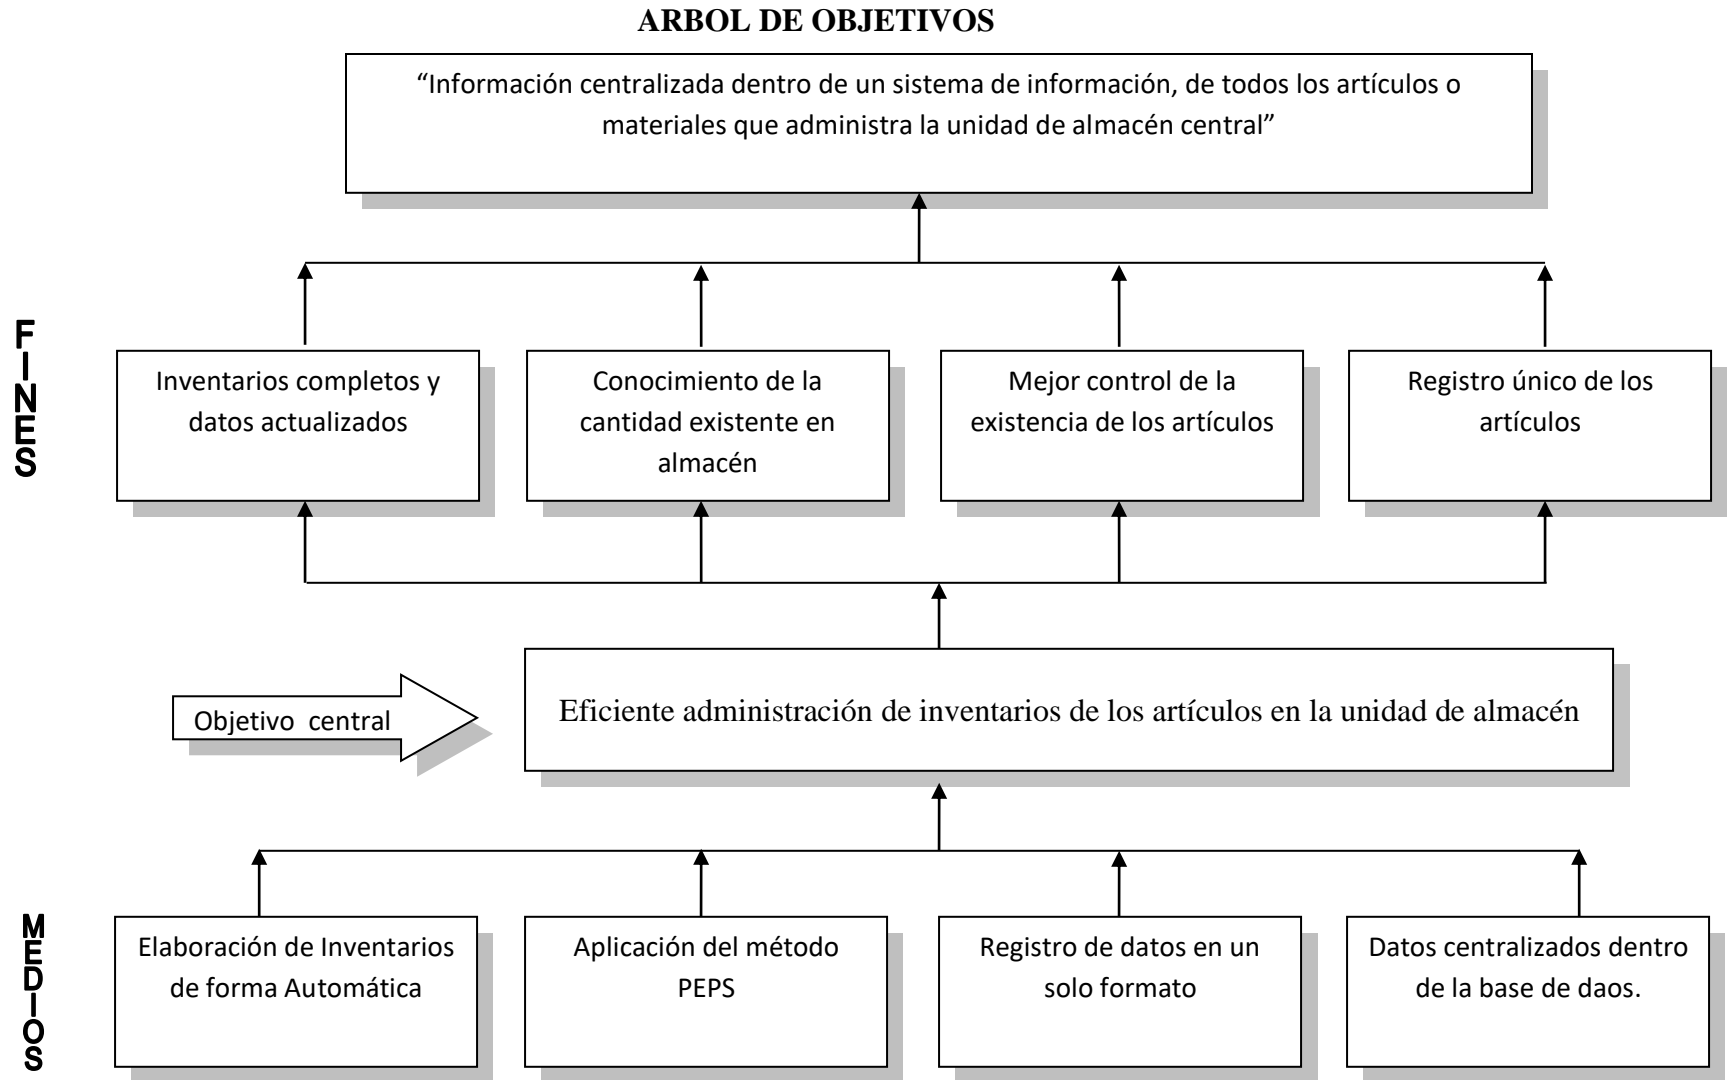 ARBOL DE OBJETIVOS
“Información centralizada dentro de un sistema de información, de todos los artículos o
materiales que administra la unidad de almacén central”
FINES
Inventarios completos y
datos actualizados
Conocimiento de la
cantidad existente en
almacén
Mejor control de la
existencia de los artículos
Registro único de los
artículos
Objetivo central
Eficiente administración de inventarios de los artículos en la unidad de almacén
MEDIOS
Elaboración de Inventarios
de forma Automática
Aplicación del método
PEPS
Registro de datos en un
solo formato
Datos centralizados dentro
de la base de daos.